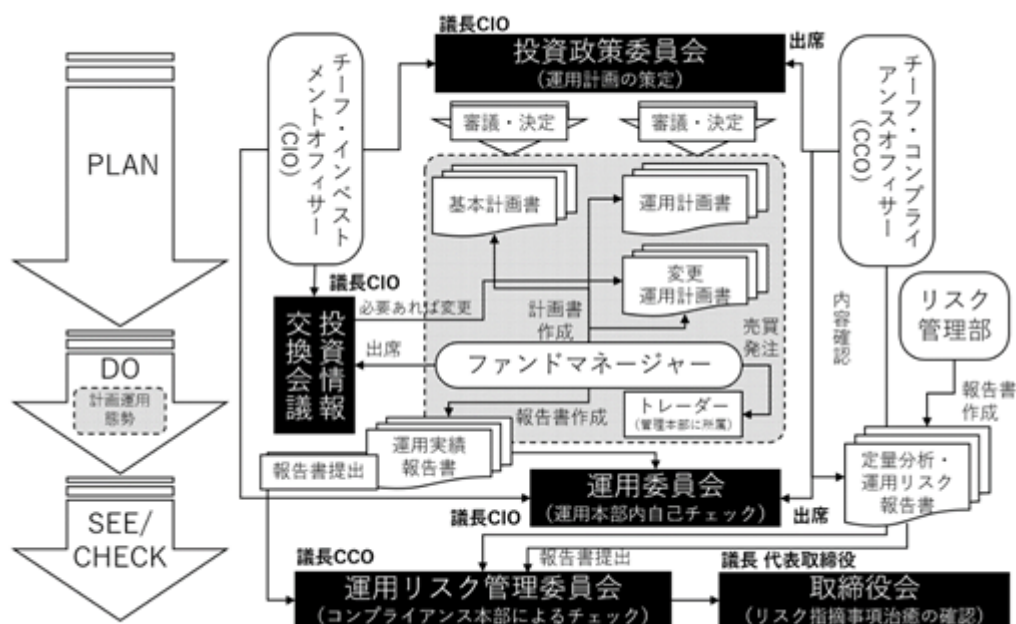 議長CIO
投資政策委員会
(運用計画の策定)
出席
チーフ・インベスト
メントオフィサー
(CIO)
チーフ・コンプライ
アンスオフィサー
(CCO)
審議・決定
審議・決定
PLAN
基本計画書
運用計画書
変更
運用計画書
議長CIO
必要あれば変更
計画書
作成
売買
発注
内容確認
リスク
管理部
投資情報
交換会議
出席
ファンドマネージャー
DO
計画運用
態勢
報告書作成
トレーダー
(管理本部に所属)
報告書
作成
運用実績
報告書
報告書提出
定量分析・
運用リスク
報告書
運用委員会
(運用本部内自己チェック)
議長CIO
出席
SEE/
CHECK
議長CCO
報告書提出
議長 代表取締役
運用リスク管理委員会
(コンプライアンス本部によるチェック)
取締役会
(リスク指摘事項治癒の確認)